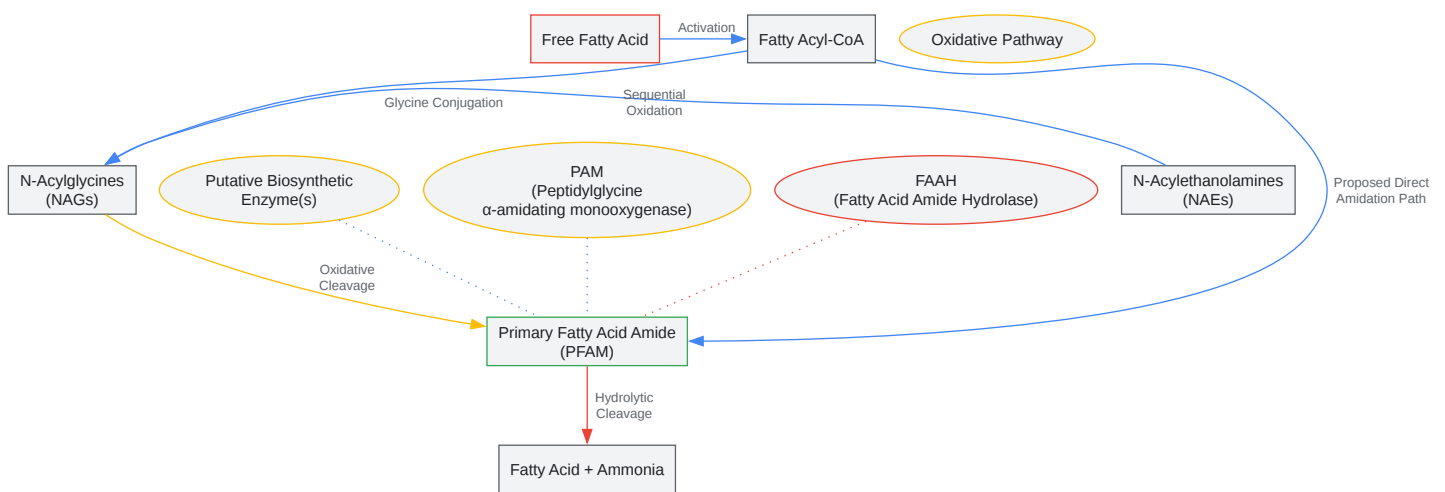 Free Fatty Acid
Activation
Fatty Acyl-CoA
Oxidative Pathway
Glycine Conjugation
Sequential
Oxidation
N-Acylglycines
(NAGs)
Putative Biosynthetic
Enzyme(s)
PAM
(Peptidylglycine
α-amidating monooxygenase)
FAAH
(Fatty Acid Amide Hydrolase)
N-Acylethanolamines
(NAEs)
Proposed Direct
Amidation Path
Oxidative
Cleavage
Primary Fatty Acid Amide
(PFAM)
Hydrolytic
Cleavage
Fatty Acid + Ammonia